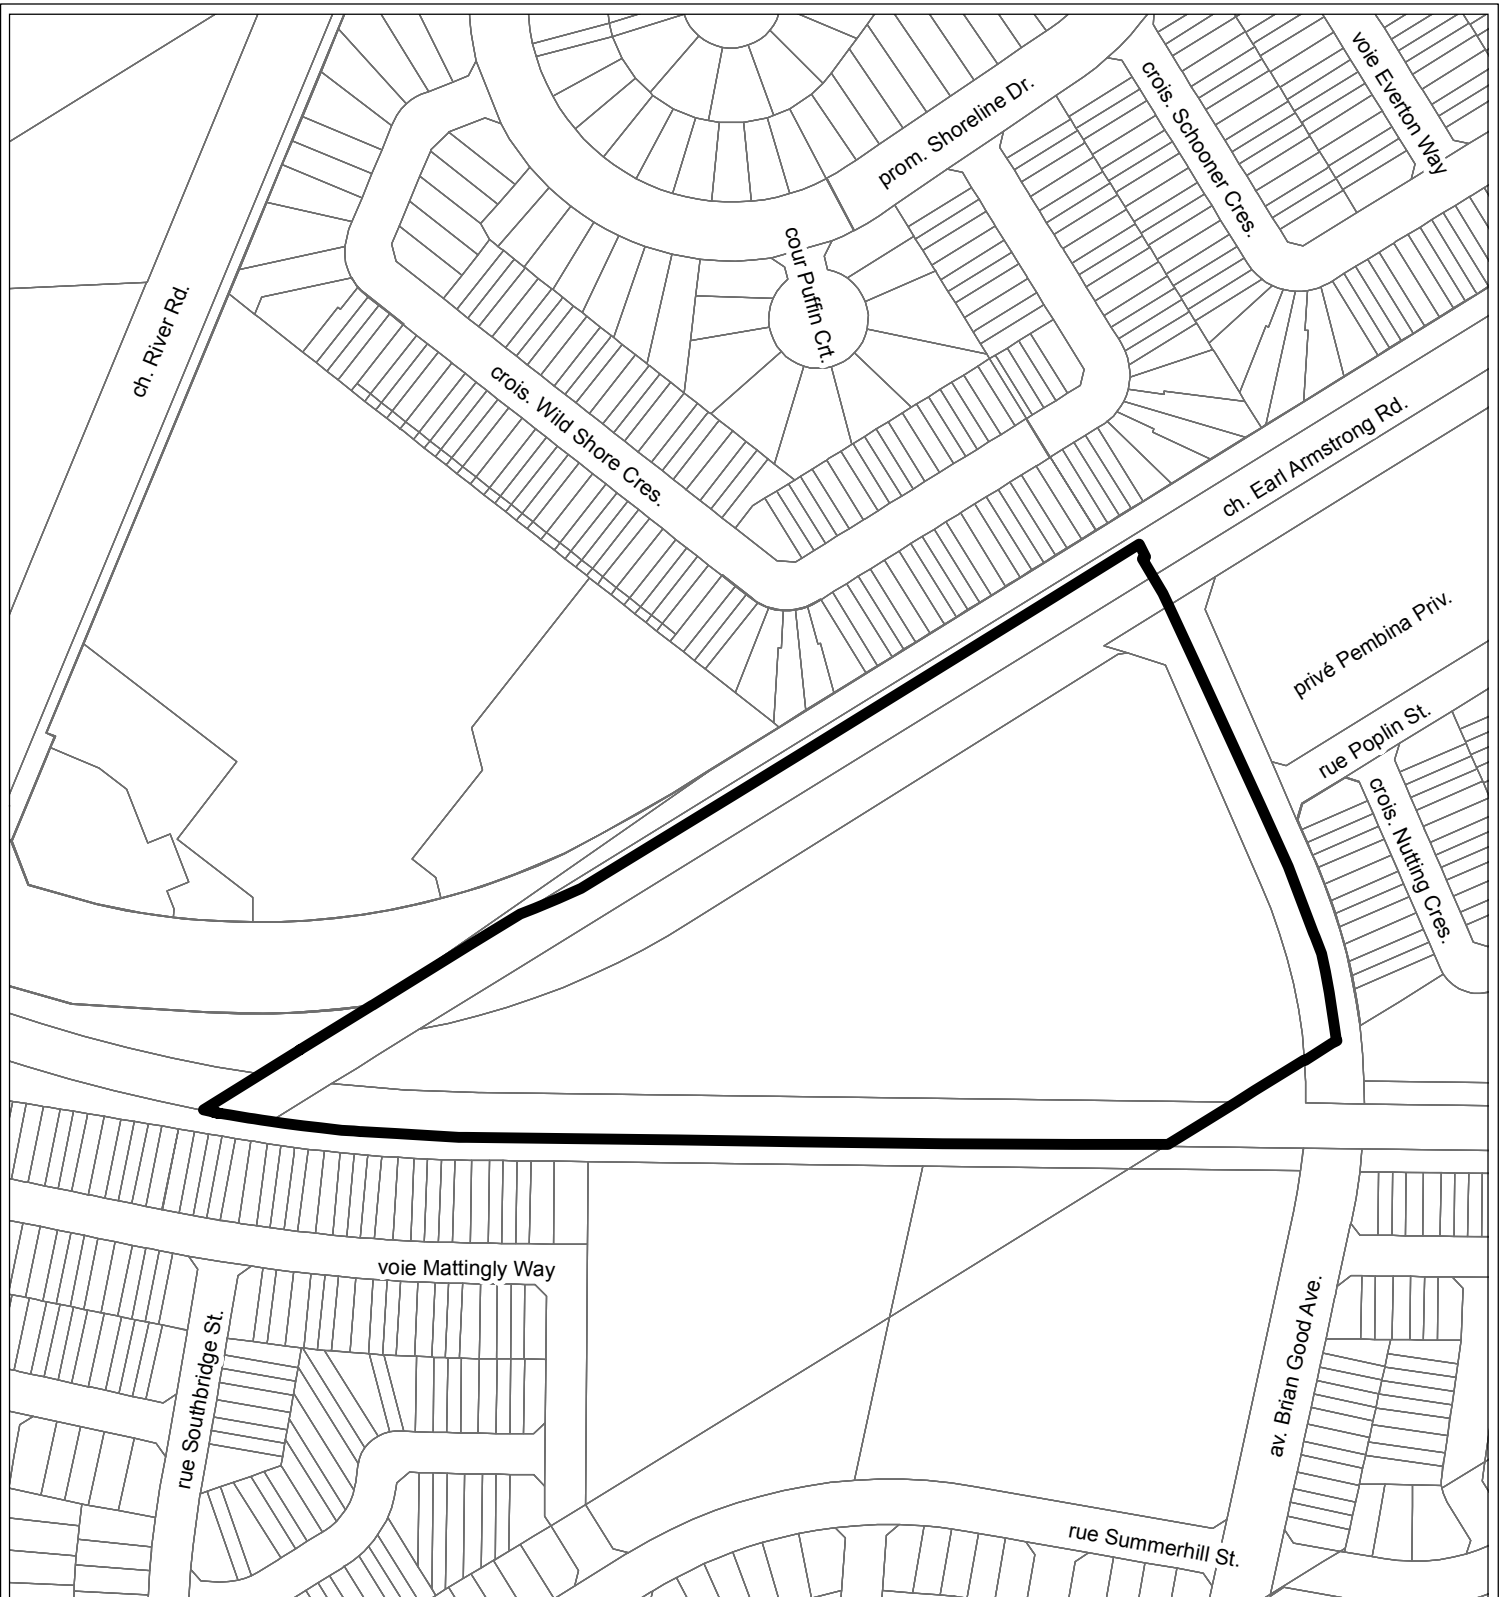 voie Everton Way
crois. Schooner Cres.
prom. Shoreline Dr.
cour Puffin Crt.
ch. River Rd.
crois. Wild Shore Cres.
ch. Earl Armstrong Rd.
privé Pembina Priv.
rue Poplin St.
crois. Nutting Cres.
voie Mattingly Way
rue Southbridge St.
av. Brian Good Ave.
rue Summerhill St.